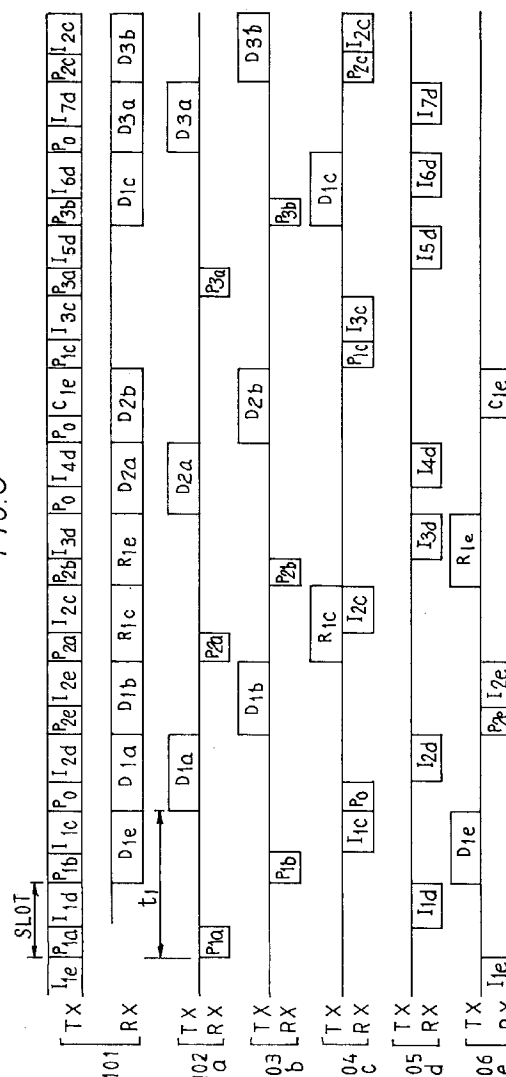 SLOT
TX I1e P1a I1d P1b I1c P0 I2d P2e I2e P2a I2c P2b I3d P0 I4d P0 C1e P1c I3c P3a I5d P3b I6d P0 I7d P2c I2c
101
RX D1e D1a D1b R1c R1e D2a D2b D1c D3a D3b
t1
102 a
TX D1a D2a D3a
RX P1a P2a P3a
03 b
TX D1b D2b D3b
RX P1b P2b P3b
04 c
TX R1c D1c
RX I1c P0 I2c P1c I3c P2c I2c
05 d
TX
RX I1d I2d I3d I4d I5d I6d I7d
06
TX D1e R1e
RX I1e P2e I2e C1e